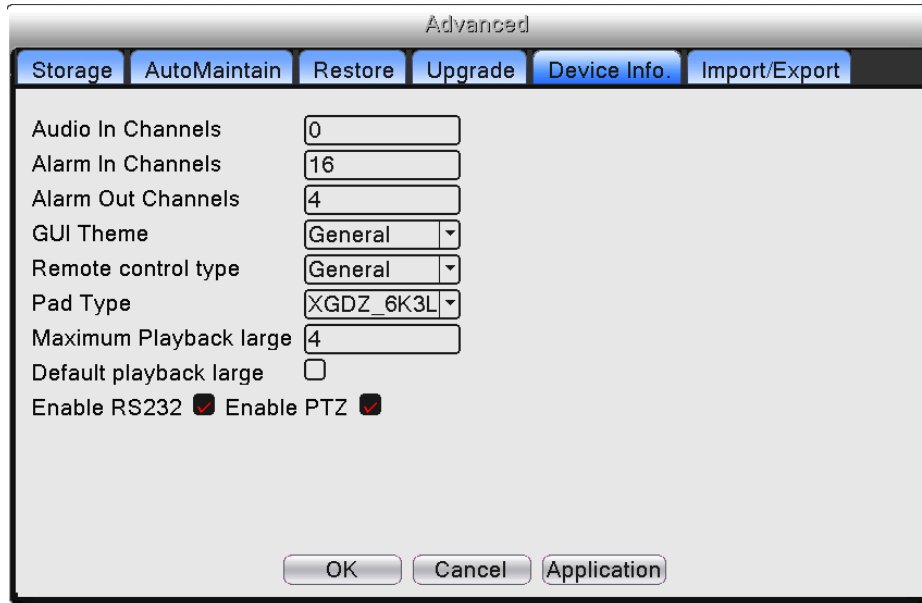 Advanced
Storage AutoMaintain Restore Upgrade Device Info. Import/Export
Audio In Channels 0
Alarm In Channels 16
Alarm Out Channels 4
GUI Theme General
Remote control type General
Pad Type XGDZ_6K3L
Maximum Playback large 4
Default playback large
Enable RS232 Enable PTZ
OK Cancel Application